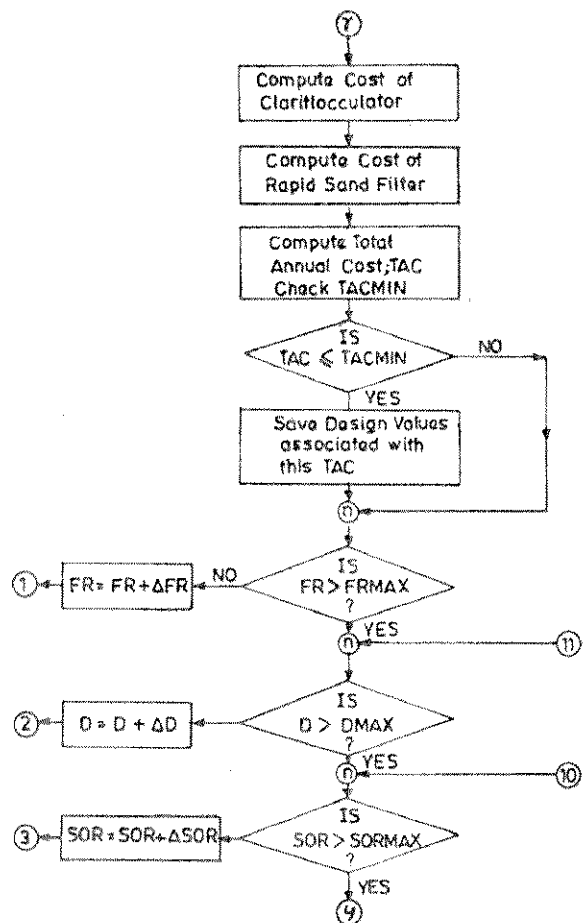 γ
Compute Cost of
Clariflocculator
Compute Cost of
Rapid Sand Filter
Compute Total
Annual Cost;TAC
Check TACMIN
IS
TAC ⩽ TACMIN
NO
YES
Save Design Values
associated with
this TAC
n
IS
FR > FRMAX
?
NO
FR = FR + ΔFR
1
YES
n
11
IS
D > DMAX
?
D = D + ΔD
2
YES
n
10
IS
SOR > SORMAX
?
SOR = SOR + ΔSOR
3
YES
y